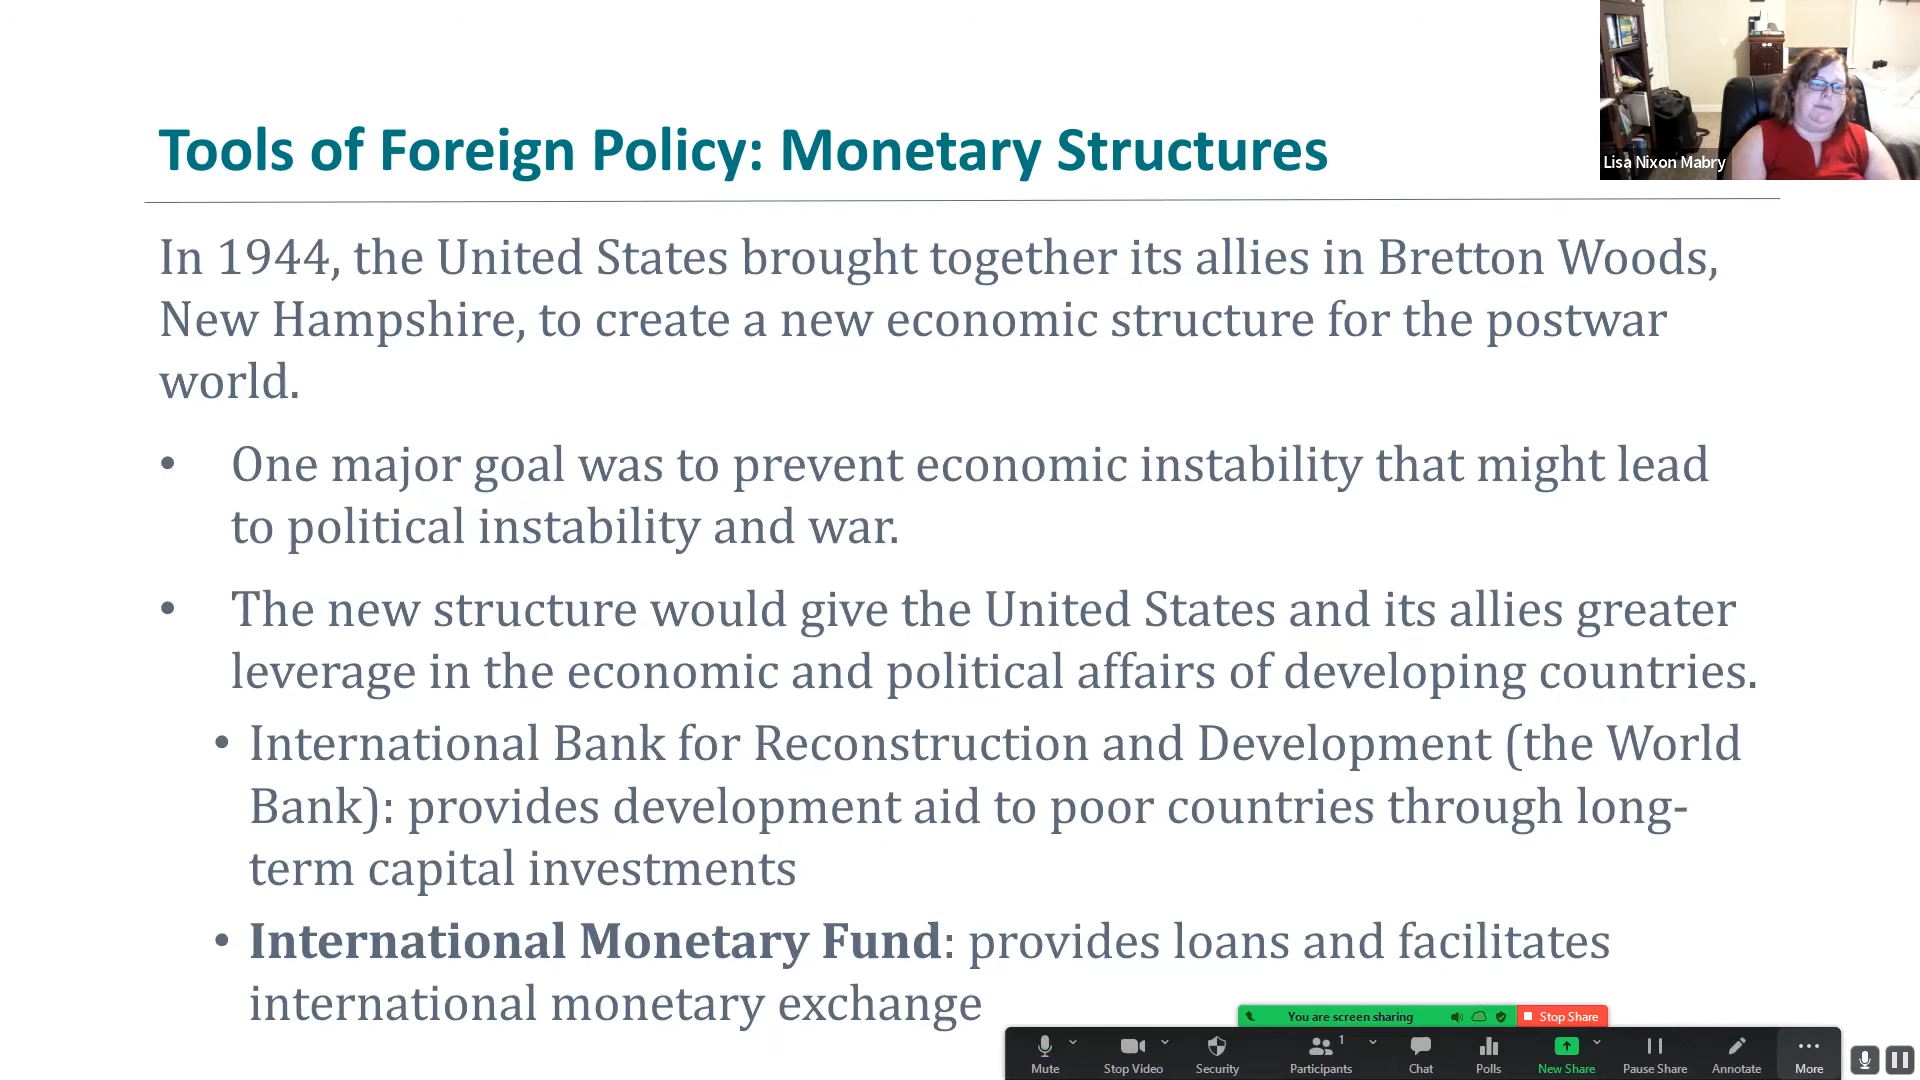 Tools of Foreign Policy: Monetary Structures
Lisa Nixon Mabry
In 1944, the United States brought together its allies in Bretton Woods,
New Hampshire, to create a new economic structure for the postwar
world.
• One major goal was to prevent economic instability that might lead
to political instability and war.
• The new structure would give the United States and its allies greater
leverage in the economic and political affairs of developing countries.
• International Bank for Reconstruction and Development (the World
Bank): provides development aid to poor countries through long-
term capital investments
• International Monetary Fund: provides loans and facilitates
international monetary exchange
You are screen sharing Stop Share
1
Mute Stop Video Security Participants Chat Polls New Share Pause Share Annotate More